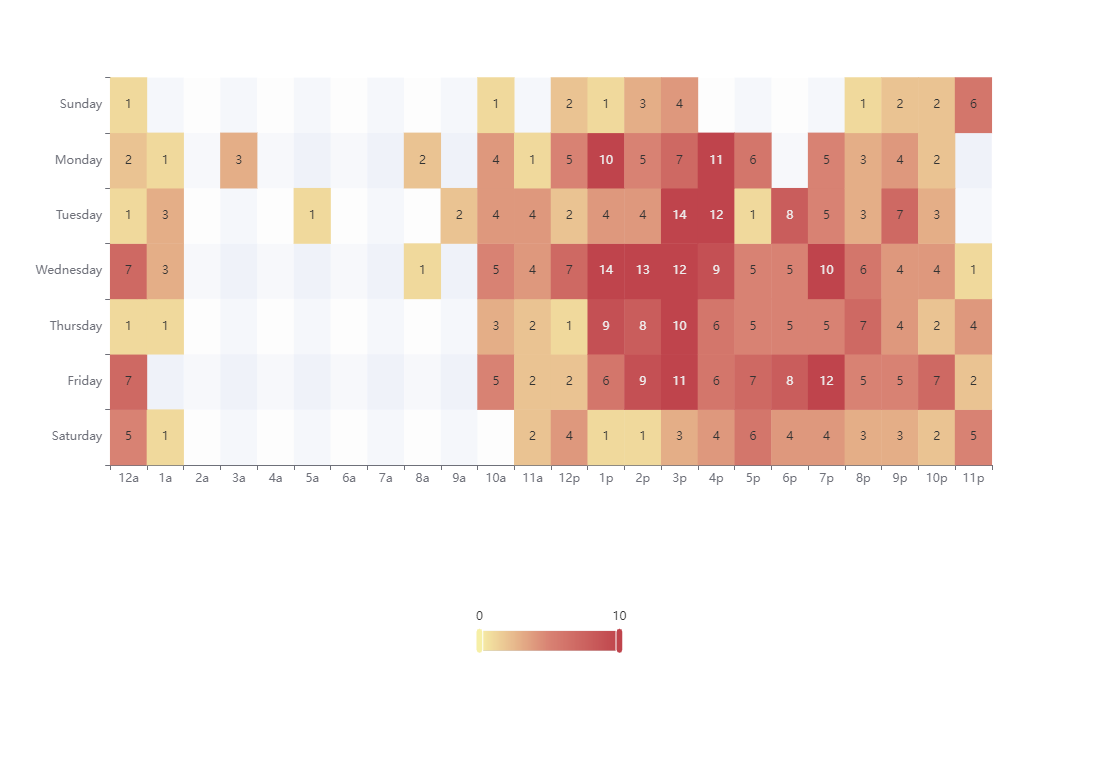 Sunday 1 1 2 1 3 4 1 2 2 6
Monday 2 1 3 2 4 1 5 10 5 7 11 6 5 3 4 2
Tuesday 1 3 1 2 4 4 2 4 4 14 12 1 8 5 3 7 3
Wednesday 7 3 1 5 4 7 14 13 12 9 5 5 10 6 4 4 1
Thursday 1 1 3 2 1 9 8 10 6 5 5 5 7 4 2 4
Friday 7 5 2 2 6 9 11 6 7 8 12 5 5 7 2
Saturday 5 1 2 4 1 1 3 4 6 4 4 3 3 2 5
12a 1a 2a 3a 4a 5a 6a 7a 8a 9a 10a 11a 12p 1p 2p 3p 4p 5p 6p 7p 8p 9p 10p 11p
0 10